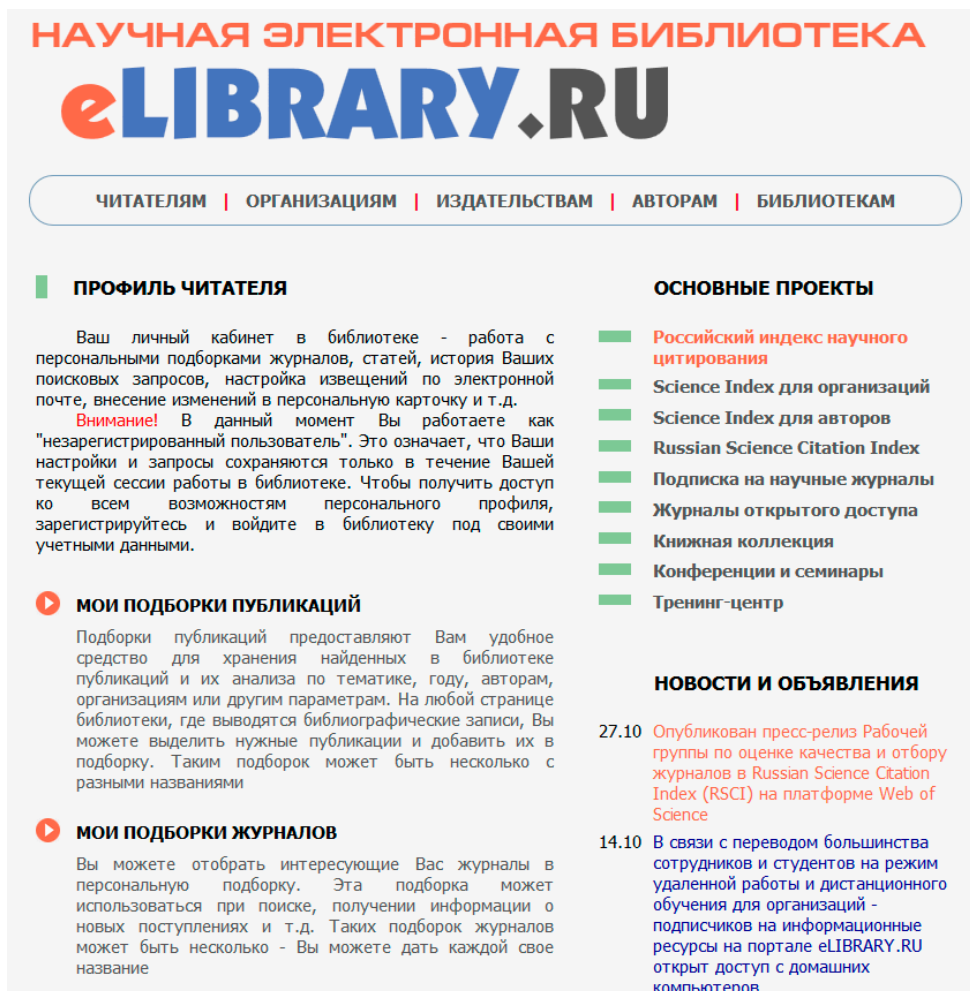 НАУЧНАЯ ЭЛЕКТРОННАЯ БИБЛИОТЕКА
eLIBRARY.RU
ЧИТАТЕЛЯМ | ОРГАНИЗАЦИЯМ | ИЗДАТЕЛЬСТВАМ | АВТОРАМ | БИБЛИОТЕКАМ
ПРОФИЛЬ ЧИТАТЕЛЯ
Ваш личный кабинет в библиотеке - работа с
персональными подборками журналов, статей, история Ваших
поисковых запросов, настройка извещений по электронной
почте, внесение изменений в персональную карточку и т.д.
Внимание! В данный момент Вы работаете как
"незарегистрированный пользователь". Это означает, что Ваши
настройки и запросы сохраняются только в течение Вашей
текущей сессии работы в библиотеке. Чтобы получить доступ
ко всем возможностям персонального профиля,
зарегистрируйтесь и войдите в библиотеку под своими
учетными данными.
МОИ ПОДБОРКИ ПУБЛИКАЦИЙ
Подборки публикаций предоставляют Вам удобное
средство для хранения найденных в библиотеке
публикаций и их анализа по тематике, году, авторам,
организациям или другим параметрам. На любой странице
библиотеки, где выводятся библиографические записи, Вы
можете выделить нужные публикации и добавить их в
подборку. Таким подборок может быть несколько с
разными названиями
МОИ ПОДБОРКИ ЖУРНАЛОВ
Вы можете отобрать интересующие Вас журналы в
персональную подборку. Эта подборка может
использоваться при поиске, получении информации о
новых поступлениях и т.д. Таких подборок журналов
может быть несколько - Вы можете дать каждой свое
название
ОСНОВНЫЕ ПРОЕКТЫ
Российский индекс научного
цитирования
Science Index для организаций
Science Index для авторов
Russian Science Citation Index
Подписка на научные журналы
Журналы открытого доступа
Книжная коллекция
Конференции и семинары
Тренинг-центр
НОВОСТИ И ОБЪЯВЛЕНИЯ
27.10 Опубликован пресс-релиз Рабочей
группы по оценке качества и отбору
журналов в Russian Science Citation
Index (RSCI) на платформе Web of
Science
14.10 В связи с переводом большинства
сотрудников и студентов на режим
удаленной работы и дистанционного
обучения для организаций -
подписчиков на информационные
ресурсы на портале eLIBRARY.RU
открыт доступ с домашних
компьютеров